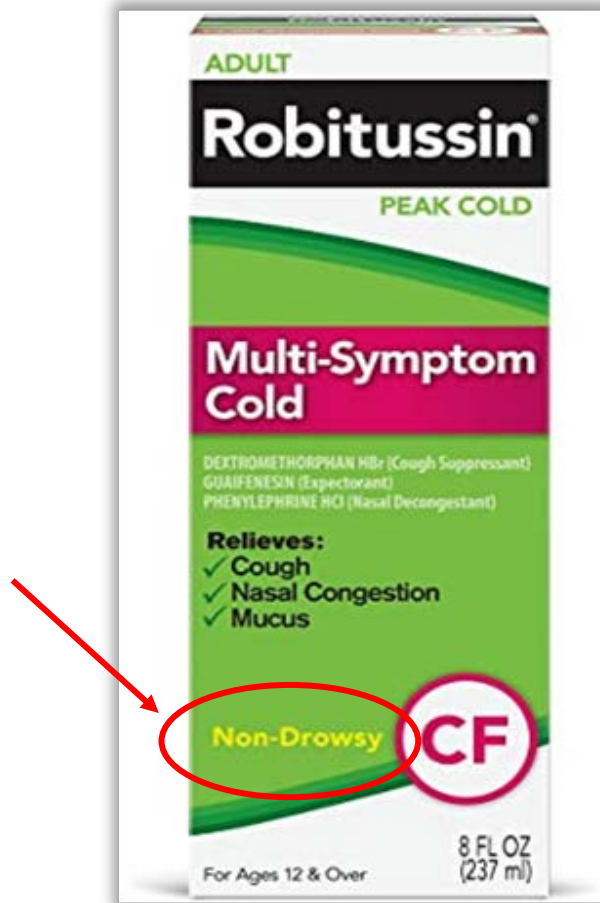 ADULT
Robitussin®
PEAK COLD
Multi-Symptom
Cold
DEXTROMETHORPHAN HBr (Cough Suppressant)
GUAIFENESIN (Expectorant)
PHENYLEPHRINE HCl (Nasal Decongestant)
Relieves:
✓ Cough
✓ Nasal Congestion
✓ Mucus
Non-Drowsy
CF
8 FL OZ
(237 ml)
For Ages 12 & Over